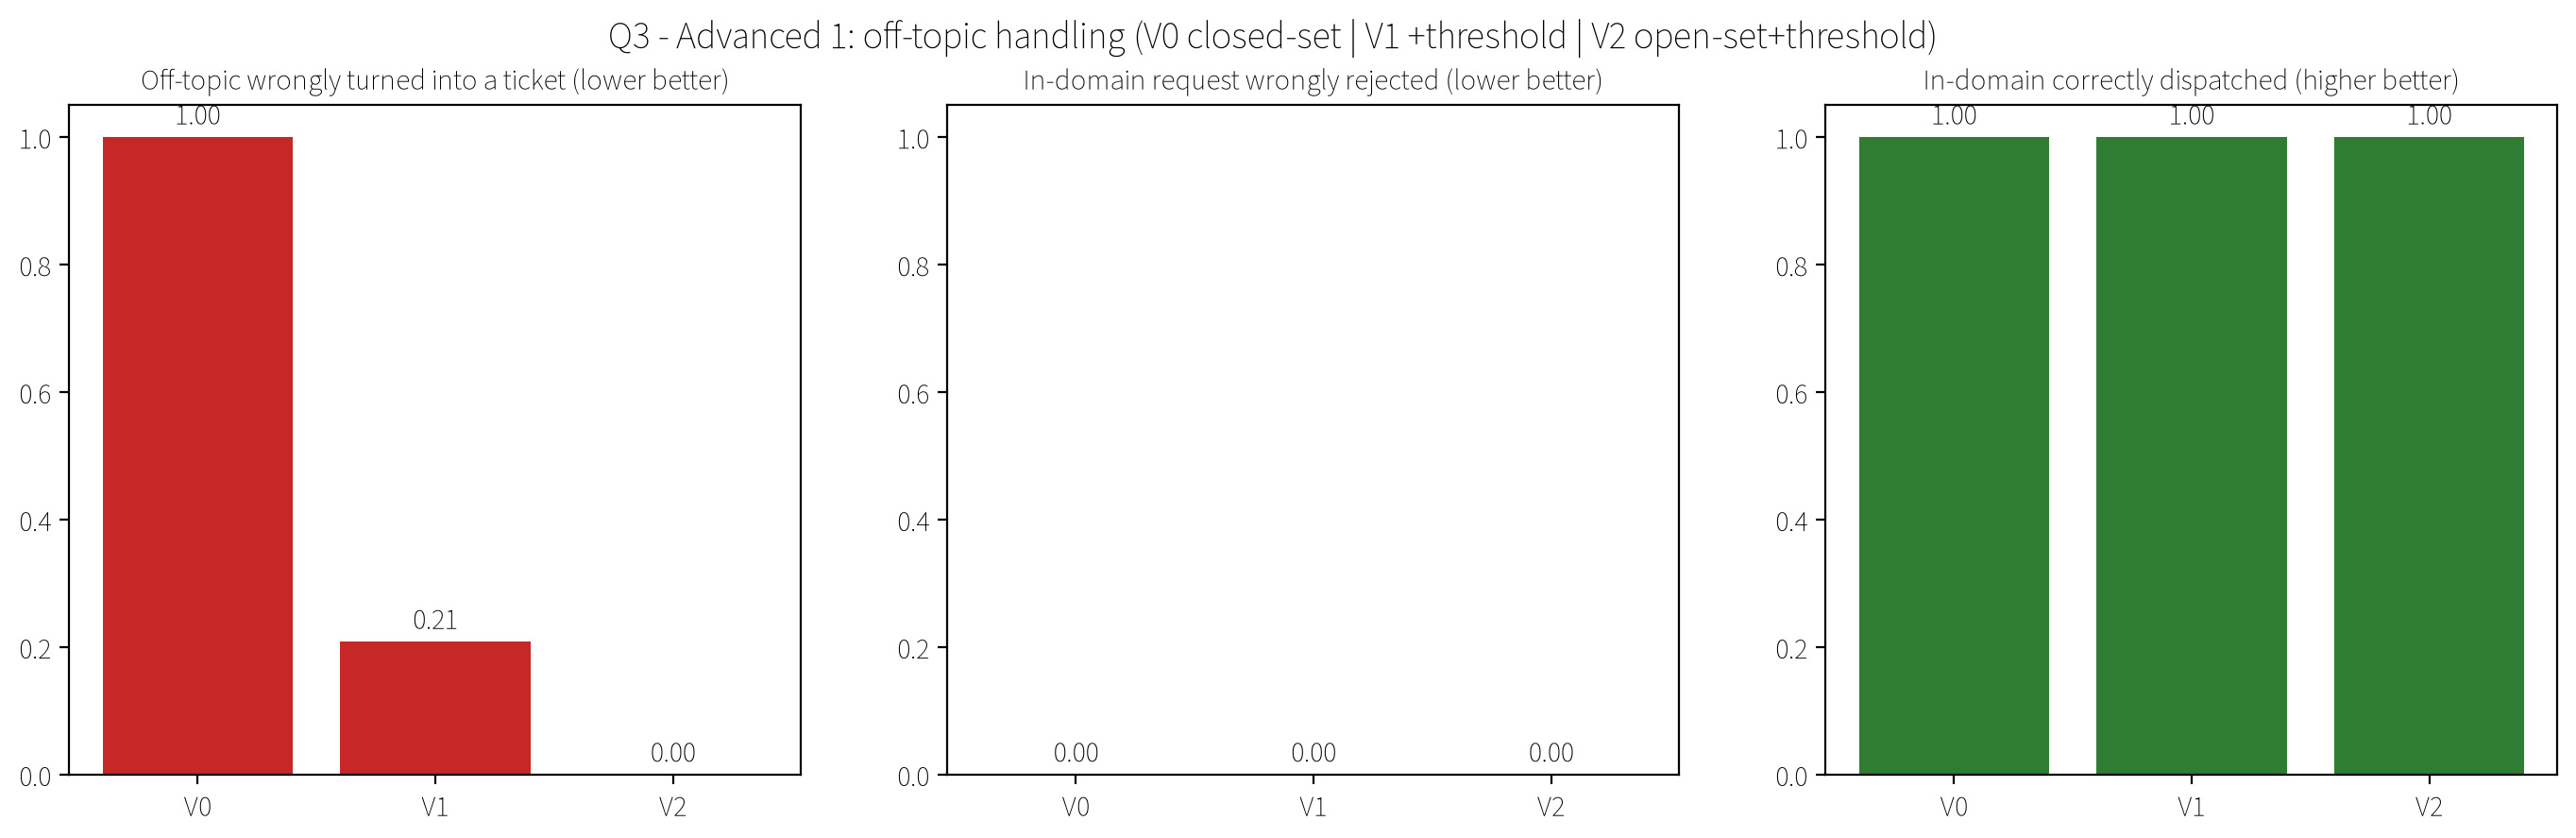 Q3 - Advanced 1: off-topic handling (V0 closed-set | V1 +threshold | V2 open-set+threshold)
Off-topic wrongly turned into a ticket (lower better)
1.00
0.21
0.00
1.0
0.8
0.6
0.4
0.2
0.0
V0 V1 V2
In-domain request wrongly rejected (lower better)
1.0
0.8
0.6
0.4
0.2
0.0
0.00 0.00 0.00
V0 V1 V2
In-domain correctly dispatched (higher better)
1.00 1.00 1.00
1.0
0.8
0.6
0.4
0.2
0.0
V0 V1 V2